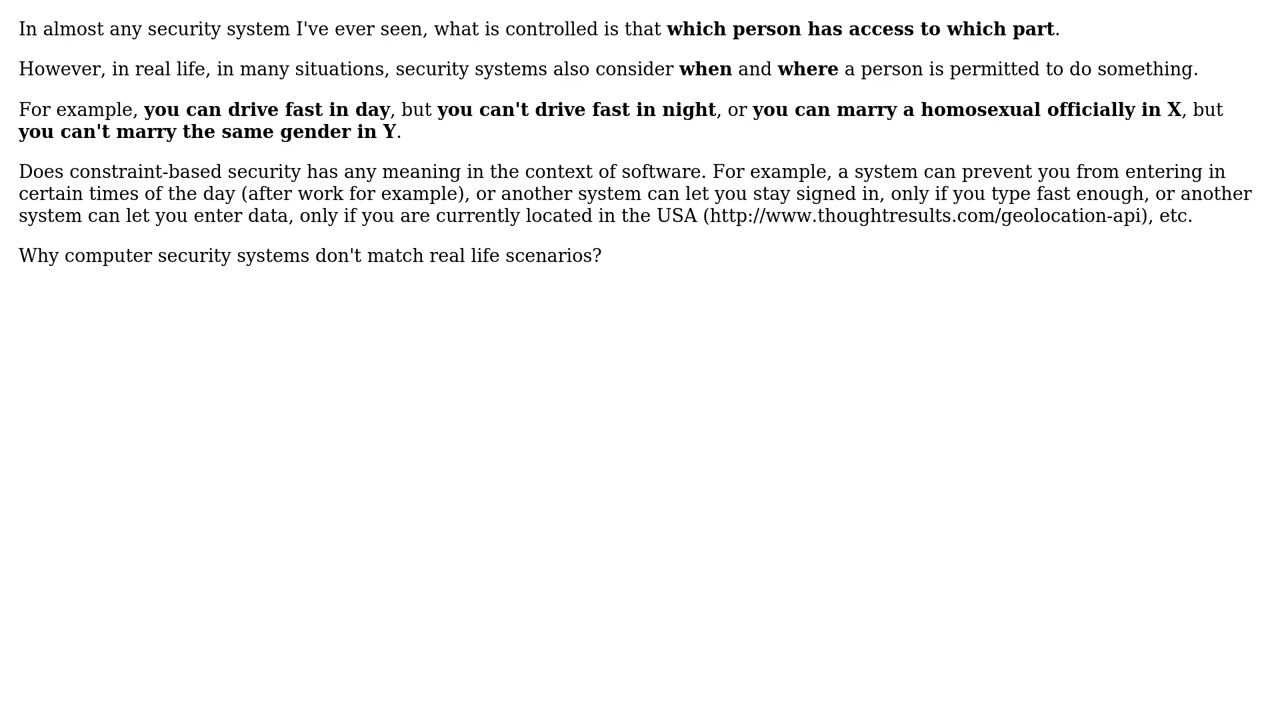 In almost any security system I've ever seen, what is controlled is that which person has access to which part.
However, in real life, in many situations, security systems also consider when and where a person is permitted to do something.
For example, you can drive fast in day, but you can't drive fast in night, or you can marry a homosexual officially in X, but
you can't marry the same gender in Y.
Does constraint-based security has any meaning in the context of software. For example, a system can prevent you from entering in
certain times of the day (after work for example), or another system can let you stay signed in, only if you type fast enough, or another
system can let you enter data, only if you are currently located in the USA (http://www.thoughtresults.com/geolocation-api), etc.
Why computer security systems don't match real life scenarios?